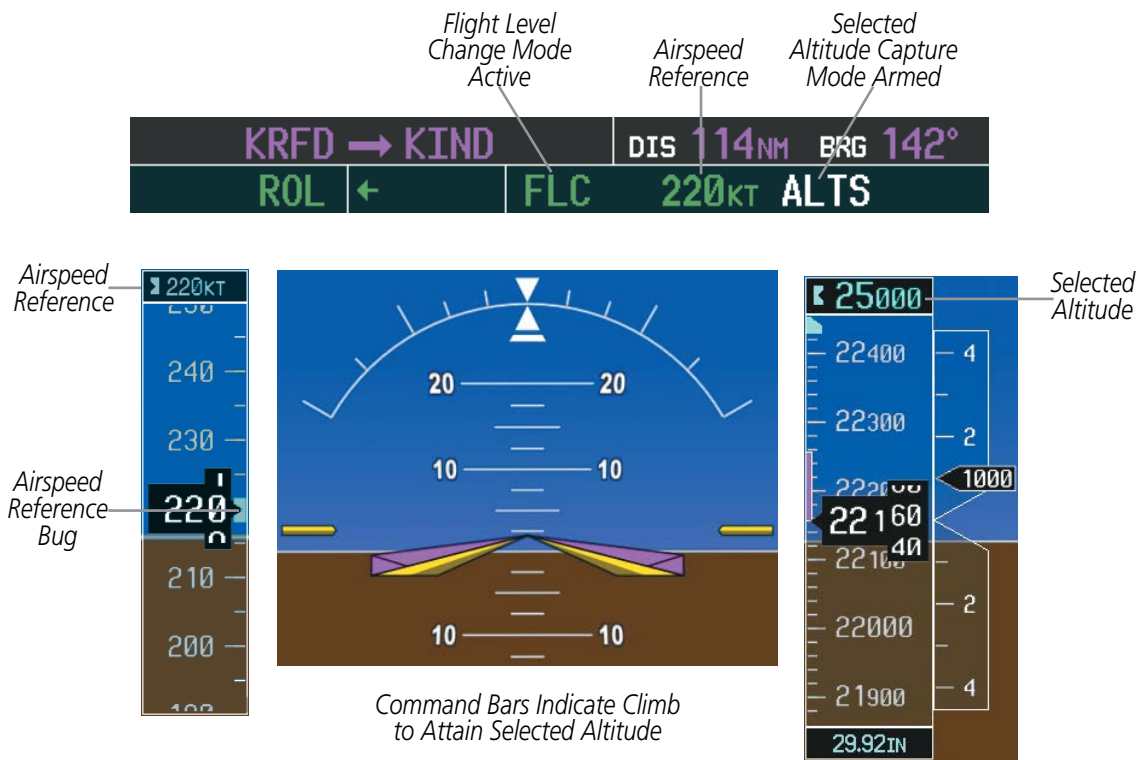 Flight Level
Change Mode
Active
Airspeed
Reference
Selected
Altitude Capture
Mode Armed
KRFD → KIND
DIS 114NM BRG 142°
ROL ← FLC 220KT ALTS
Airspeed
Reference
220KT
240
230
220
210
200
Airspeed
Reference
Bug
20 20
10 10
10 10
Command Bars Indicate Climb
to Attain Selected Altitude
25000
Selected
Altitude
22400
22300
22160
40
22000
21900
29.92IN
4
2
1000
2
4